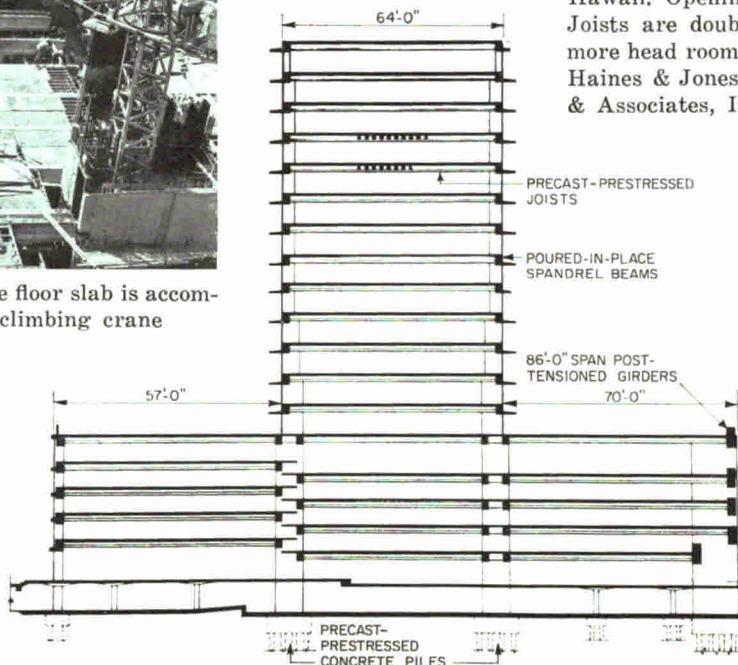 Hawaii. Openin
Joists are doub
more head room
Haines & Jones
& Associates, I
e floor slab is accom-
climbing crane
64'-0"
PRECAST-PRESTRESSED
JOISTS
POURED-IN-PLACE
SPANDREL BEAMS
86'-0" SPAN POST-
TENSIONED GIRDERS
57'-0"
70'-0"
PRECAST-
PRESTRESSED
CONCRETE PILES